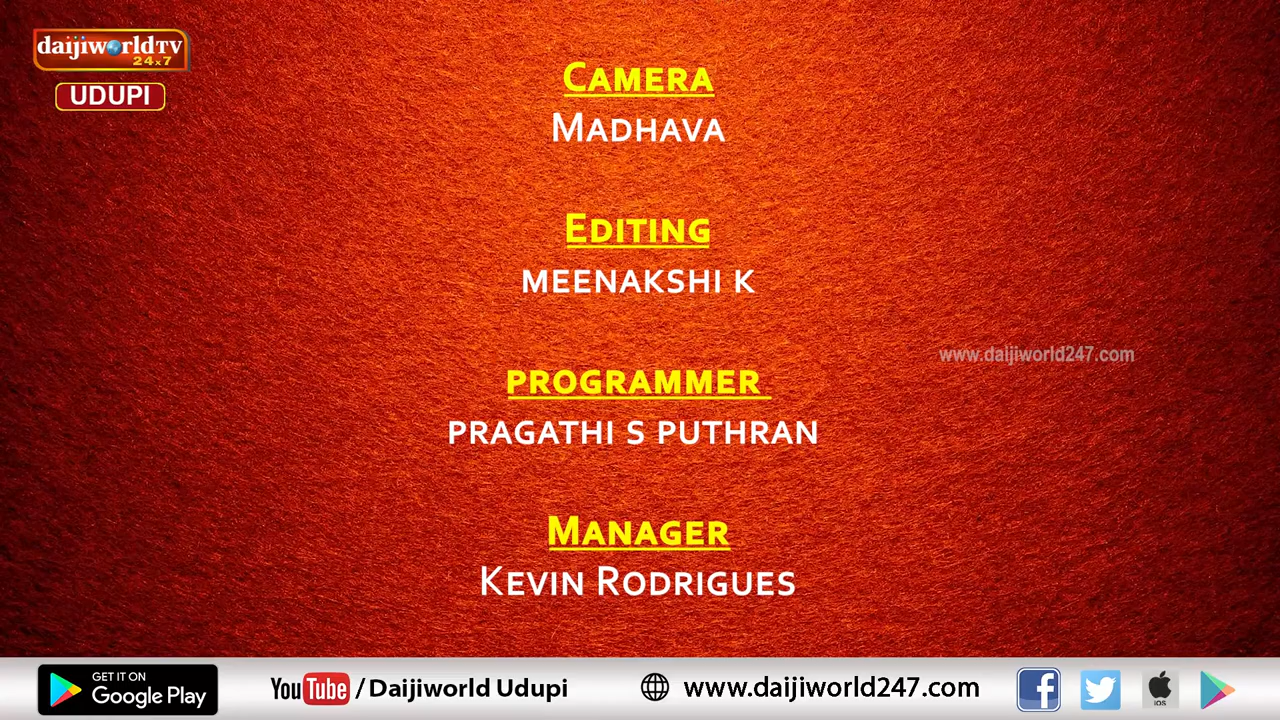 daijiworldTV
24x7
UDUPI
CAMERA
MADHAVA
EDITING
MEENAKSHI K
PROGRAMMER
PRAGATHI S PUTHRAN
www.daijiworld247.com
MANAGER
KEVIN RODRIGUES
GET IT ON
Google Play
YouTube /Daijiworld Udupi
www.daijiworld247.com
f
iOS